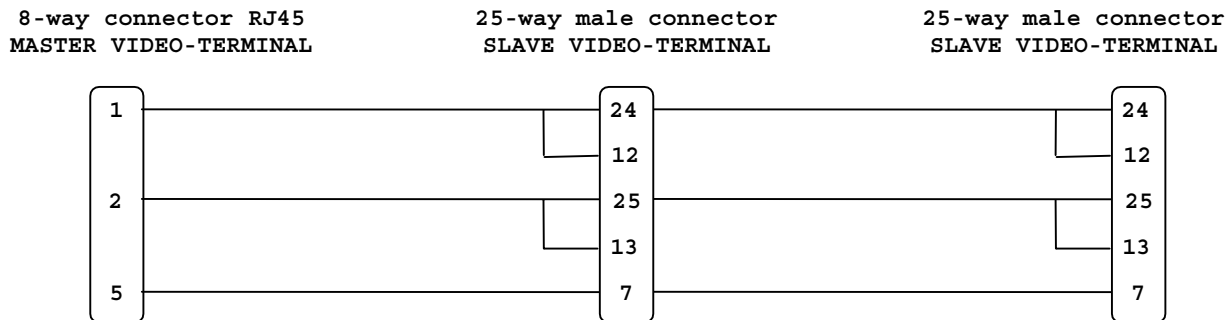 8-way connector RJ45 25-way male connector 25-way male connector
MASTER VIDEO-TERMINAL SLAVE VIDEO-TERMINAL SLAVE VIDEO-TERMINAL
1 24 24
12 12
2 25 25
13 13
5 7 7